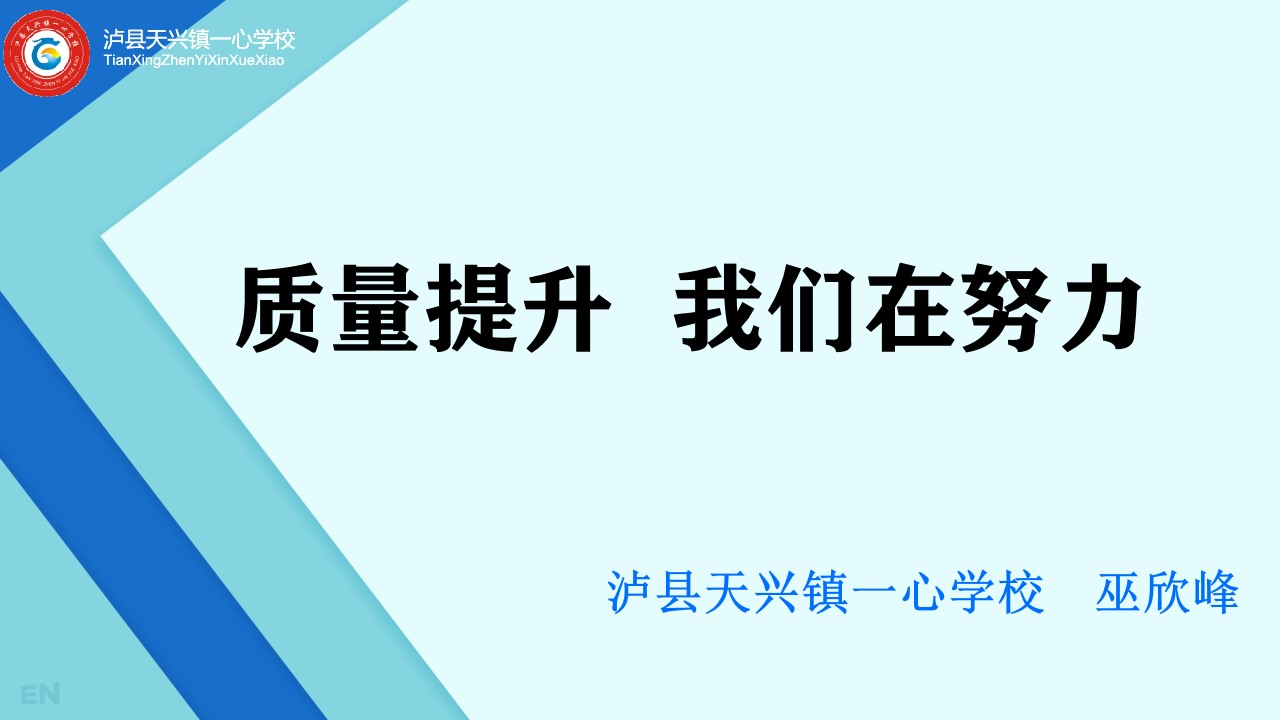 泸县天兴镇一心学校
TianXingZhenYiXinXueXiao
质量提升 我们在努力
泸县天兴镇一心学校 巫欣峰
EN